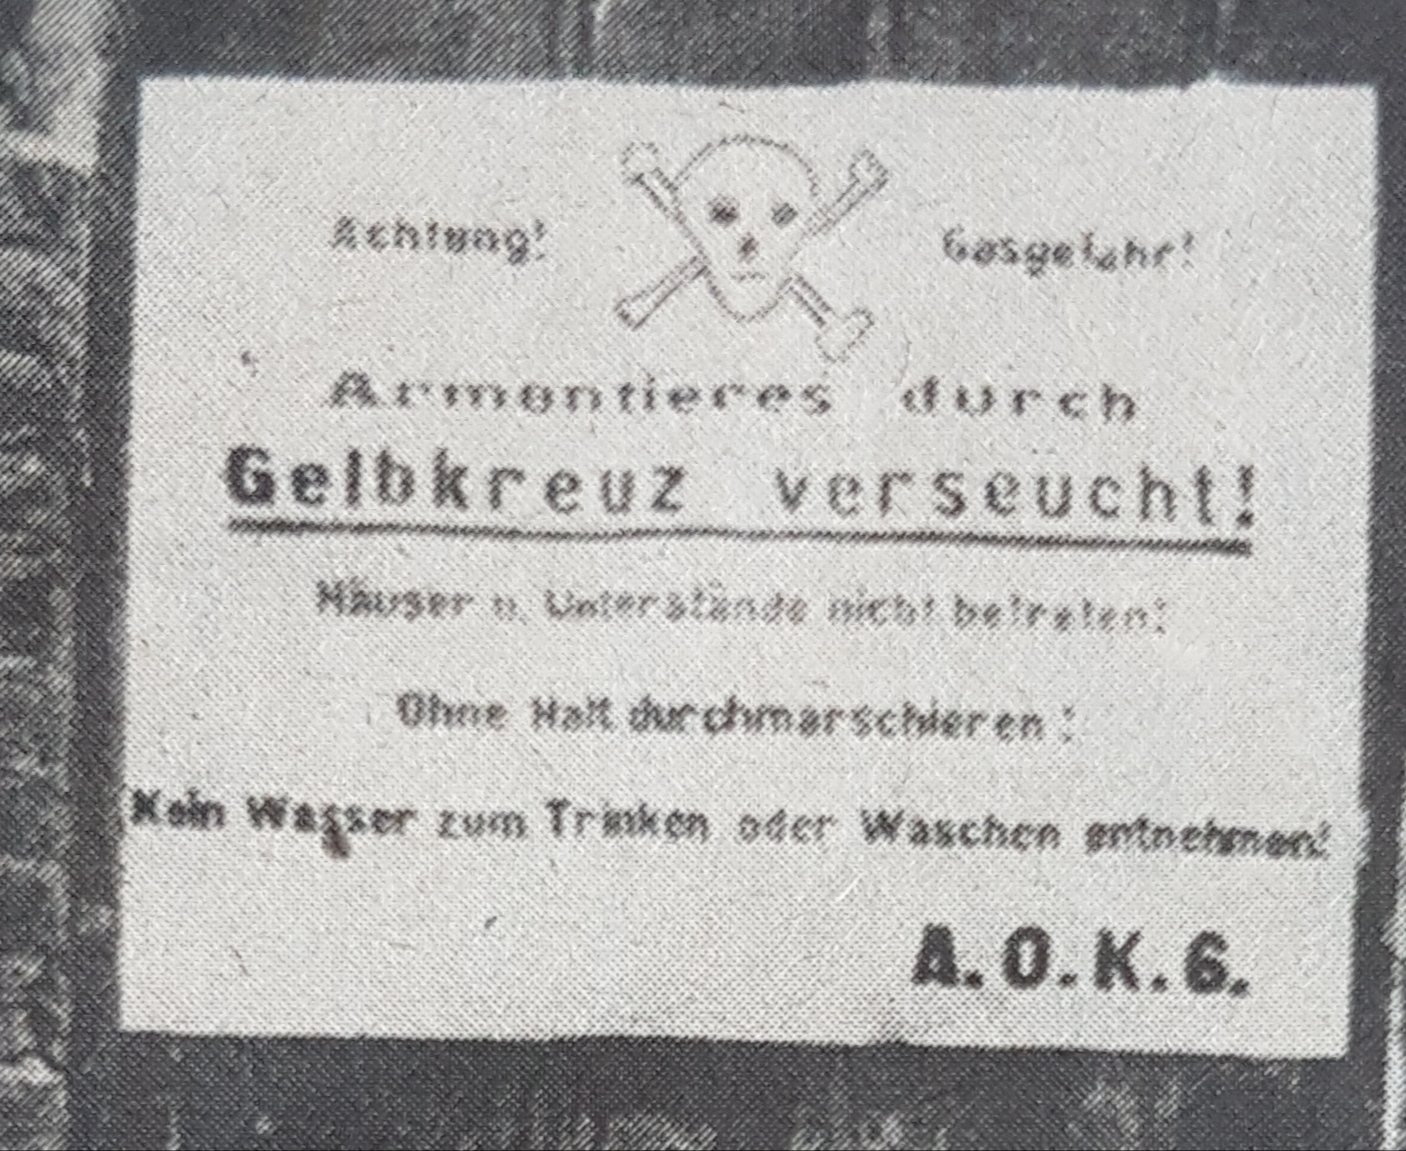 Achtung! Gasgefahr!
Armentieres durch
Gelbkreuz verseucht!
Häuser u. Unterstände nicht betreten!
Ohne Halt durchmarschieren!
Kein Wasser zum Trinken oder Waschen entnehmen!
A.O.K.6.